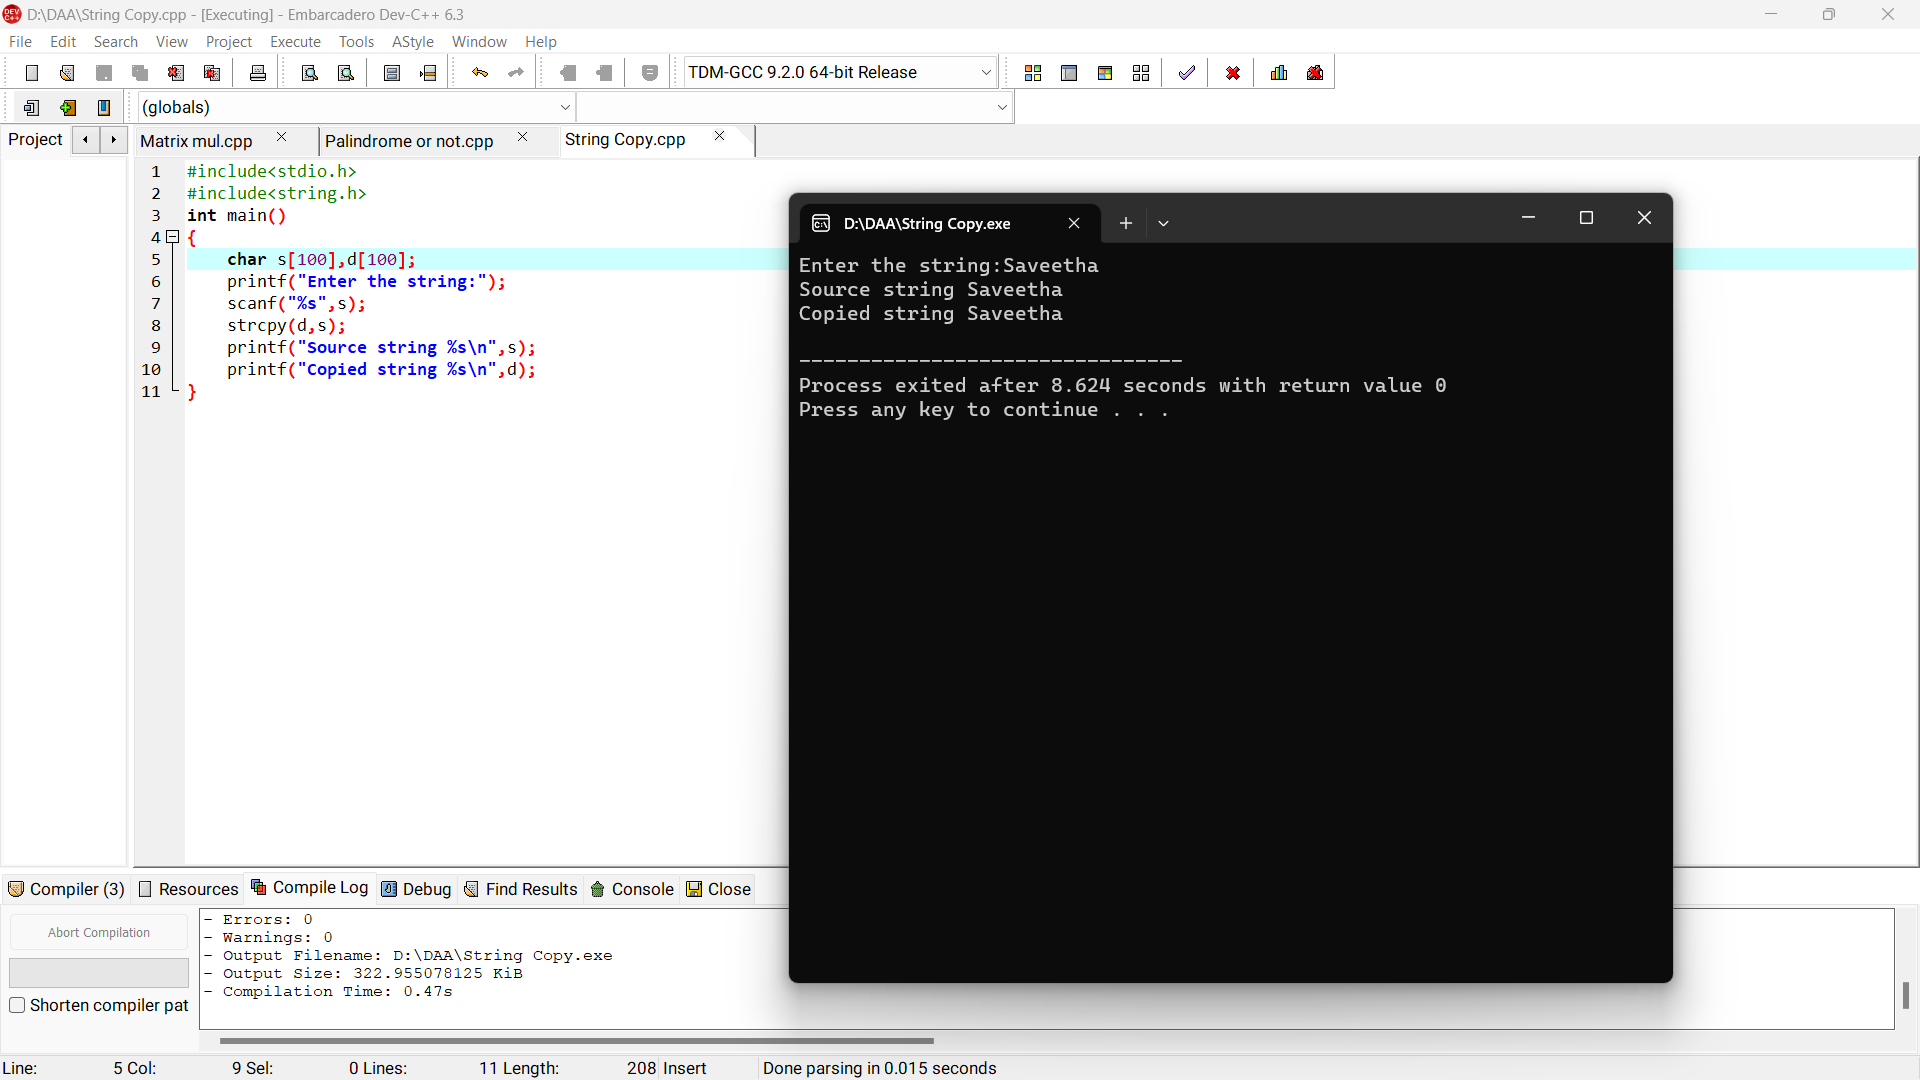 D:\DAA\String Copy.cpp - [Executing] - Embarcadero Dev-C++ 6.3
File Edit Search View Project Execute Tools AStyle Window Help
TDM-GCC 9.2.0 64-bit Release
(globals)
Project Matrix mul.cpp Palindrome or not.cpp String Copy.cpp
1 #include<stdio.h>
2 #include<string.h>
3 int main()
4 {
5 char s[100],d[100];
6 printf("Enter the string:");
7 scanf("%s",s);
8 strcpy(d,s);
9 printf("Source string %s\n",s);
10 printf("Copied string %s\n",d);
11 }
D:\DAA\String Copy.exe
Enter the string:Saveetha
Source string Saveetha
Copied string Saveetha
--------------------------------
Process exited after 8.624 seconds with return value 0
Press any key to continue . . .
Compiler (3) Resources Compile Log Debug Find Results Console Close
Abort Compilation
Shorten compiler pat
- Errors: 0
- Warnings: 0
- Output Filename: D:\DAA\String Copy.exe
- Output Size: 322.955078125 KiB
- Compilation Time: 0.47s
Line: 5 Col: 9 Sel: 0 Lines: 11 Length: 208 Insert Done parsing in 0.015 seconds